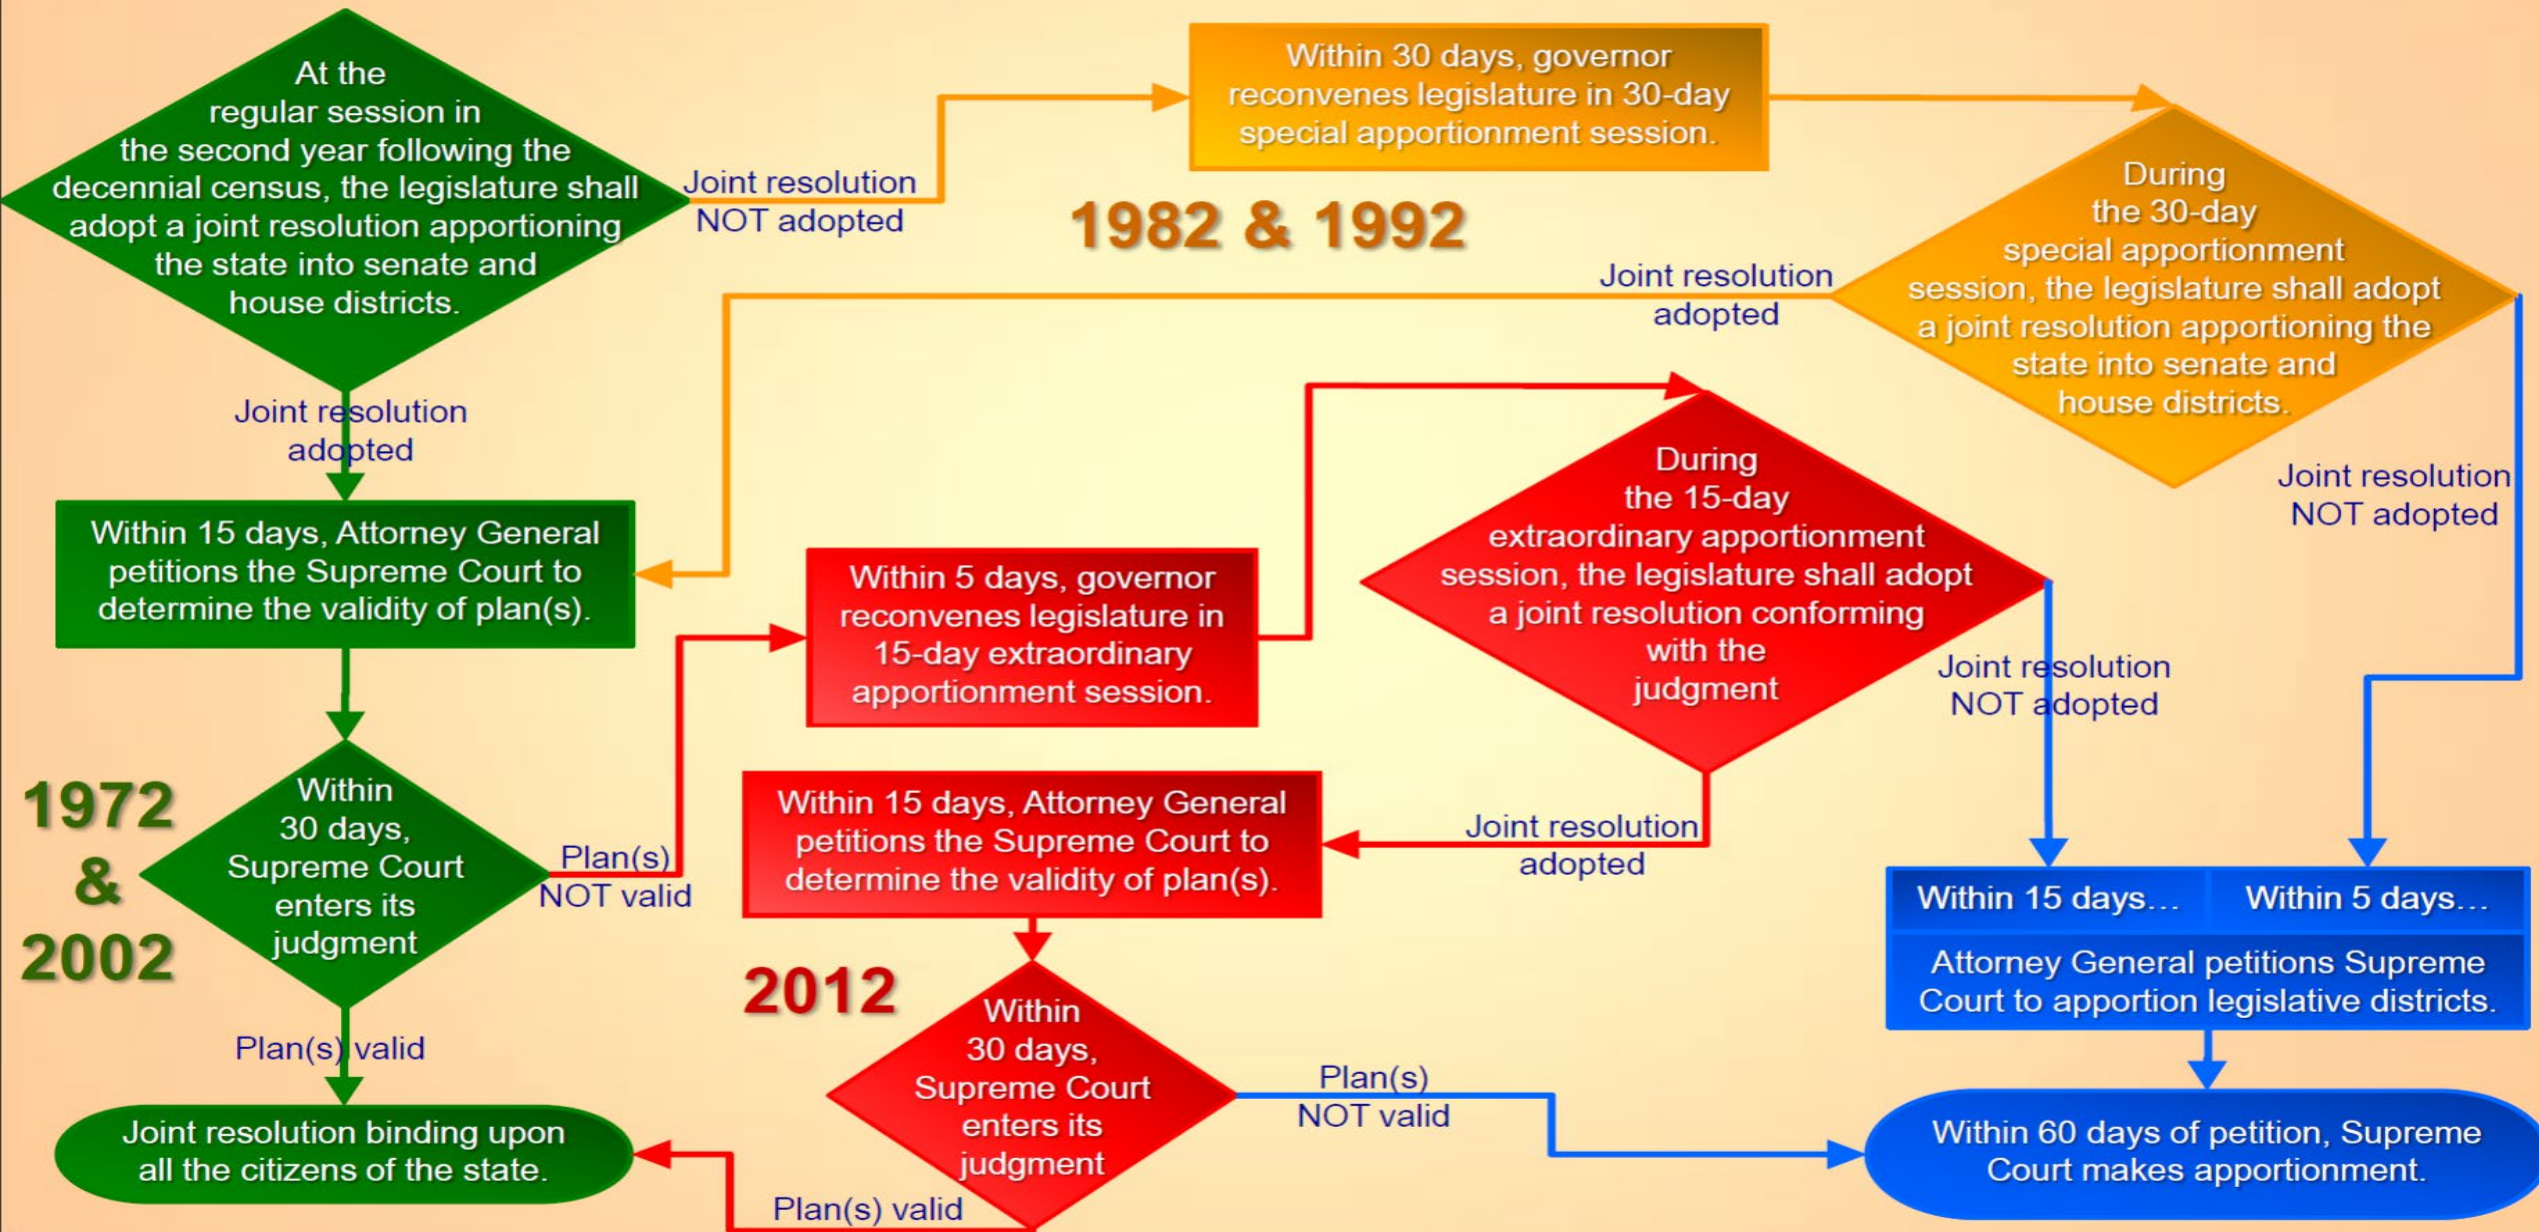 At the
regular session in
the second year following the
decennial census, the legislature shall
adopt a joint resolution apportioning
the state into senate and
house districts.
Joint resolution
NOT adopted
Within 30 days, governor
reconvenes legislature in 30-day
special apportionment session.
1982 & 1992
During
the 30-day
special apportionment
session, the legislature shall adopt
a joint resolution apportioning the
state into senate and
house districts.
Joint resolution
adopted
Joint resolution
NOT adopted
Joint resolution
adopted
Within 15 days, Attorney General
petitions the Supreme Court to
determine the validity of plan(s).
Within
30 days,
Supreme Court
enters its
judgment
1972
&
2002
Plan(s)
NOT valid
Plan(s) valid
Joint resolution binding upon
all the citizens of the state.
Within 5 days, governor
reconvenes legislature in
15-day extraordinary
apportionment session.
During
the 15-day
extraordinary apportionment
session, the legislature shall adopt
a joint resolution conforming
with the
judgment
Joint resolution
NOT adopted
Joint resolution
adopted
Within 15 days, Attorney General
petitions the Supreme Court to
determine the validity of plan(s).
2012
Within
30 days,
Supreme Court
enters its
judgment
Plan(s)
NOT valid
Plan(s) valid
Within 15 days…
Within 5 days…
Attorney General petitions Supreme
Court to apportion legislative districts.
Within 60 days of petition, Supreme
Court makes apportionment.